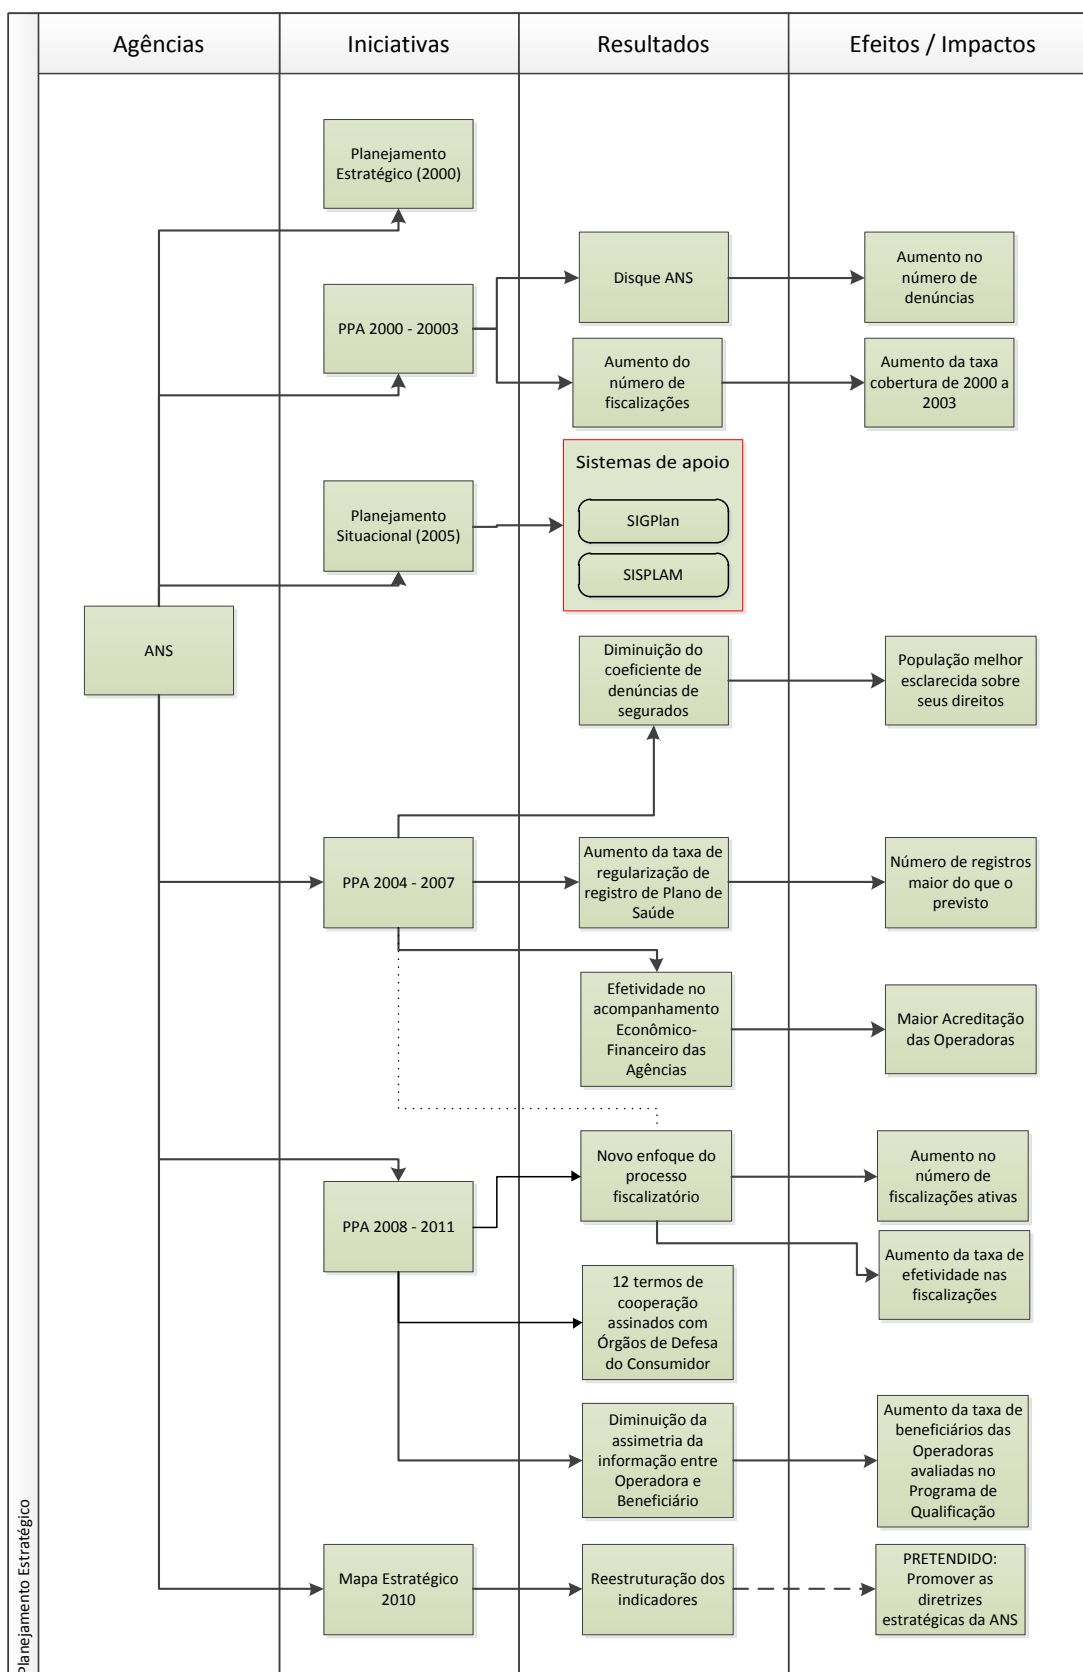 Agências
Iniciativas
Resultados
Efeitos / Impactos
Planejamento
Estratégico (2000)
Disque ANS
Aumento no
número de
denúncias
PPA 2000 - 20003
Aumento do
número de
fiscalizações
Aumento da taxa
cobertura de 2000 a
2003
Planejamento
Situacional (2005)
Sistemas de apoio
SIGPlan
SISPLAM
ANS
Diminuição do
coeficiente de
denúncias de
segurados
População melhor
esclarecida sobre
seus direitos
PPA 2004 - 2007
Aumento da taxa de
regularização de
registro de Plano de
Saúde
Número de registros
maior do que o
previsto
Efetividade no
acompanhamento
Econômico-
Financeiro das
Agências
Maior Acreditação
das Operadoras
PPA 2008 - 2011
Novo enfoque do
processo
fiscalizatório
Aumento no
número de
fiscalizações ativas
Aumento da taxa de
efetividade nas
fiscalizações
12 termos de
cooperação
assinados com
Órgãos de Defesa
do Consumidor
Diminuição da
assimetria da
informação entre
Operadora e
Beneficiário
Aumento da taxa de
beneficiários das
Operadoras
avaliadas no
Programa de
Qualificação
Mapa Estratégico
2010
Reestruturação dos
indicadores
PRETENDIDO:
Promover as
diretrizes
estratégicas da ANS
Planejamento Estratégico